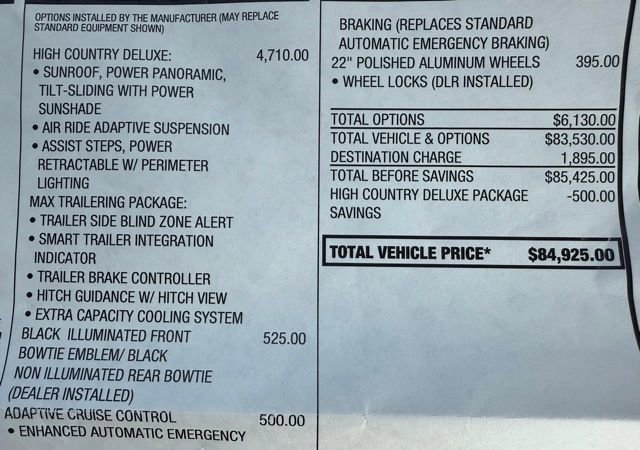 OPTIONS INSTALLED BY THE MANUFACTURER (MAY REPLACE
STANDARD EQUIPMENT SHOWN)
HIGH COUNTRY DELUXE: 4,710.00
• SUNROOF, POWER PANORAMIC,
TILT-SLIDING WITH POWER
SUNSHADE
• AIR RIDE ADAPTIVE SUSPENSION
• ASSIST STEPS, POWER
RETRACTABLE W/ PERIMETER
LIGHTING
MAX TRAILERING PACKAGE:
• TRAILER SIDE BLIND ZONE ALERT
• SMART TRAILER INTEGRATION
INDICATOR
• TRAILER BRAKE CONTROLLER
• HITCH GUIDANCE W/ HITCH VIEW
• EXTRA CAPACITY COOLING SYSTEM
BLACK ILLUMINATED FRONT 525.00
BOWTIE EMBLEM/ BLACK
NON ILLUMINATED REAR BOWTIE
(DEALER INSTALLED)
ADAPTIVE CRUISE CONTROL 500.00
• ENHANCED AUTOMATIC EMERGENCY
BRAKING (REPLACES STANDARD
AUTOMATIC EMERGENCY BRAKING)
22" POLISHED ALUMINUM WHEELS 395.00
• WHEEL LOCKS (DLR INSTALLED)
TOTAL OPTIONS $6,130.00
TOTAL VEHICLE & OPTIONS $83,530.00
DESTINATION CHARGE 1,895.00
TOTAL BEFORE SAVINGS $85,425.00
HIGH COUNTRY DELUXE PACKAGE -500.00
SAVINGS
TOTAL VEHICLE PRICE* $84,925.00